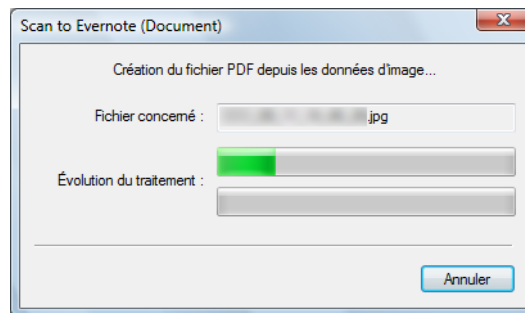 Scan to Evernote (Document)
Création du fichier PDF depuis les données d'image...
Fichier concerné : .jpg
Évolution du traitement :
Annuler